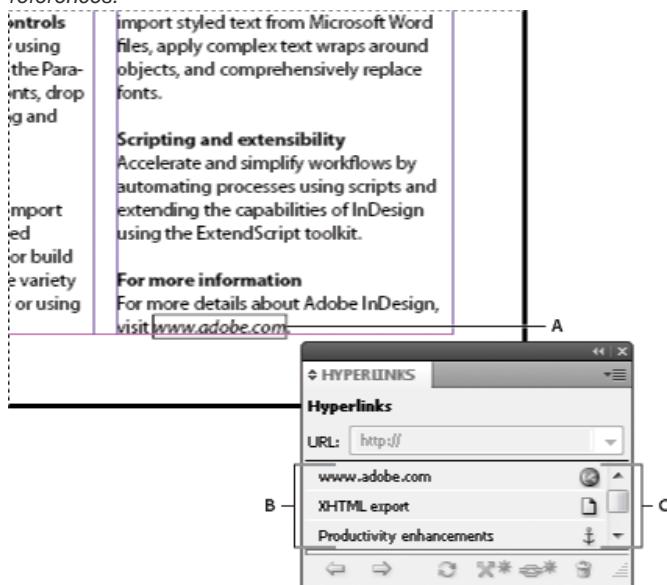 references.
ontrols
using
the Para-
nts, drop
g and
mport
ed
or build
e variety
or using
import styled text from Microsoft Word
files, apply complex text wraps around
objects, and comprehensively replace
fonts.
Scripting and extensibility
Accelerate and simplify workflows by
automating processes using scripts and
extending the capabilities of InDesign
using the ExtendScript toolkit.
For more information
For more details about Adobe InDesign,
visit www.adobe.com.
A
HYPERLINKS
Hyperlinks
URL: http://
B
www.adobe.com
XHTML export
Productivity enhancements
C